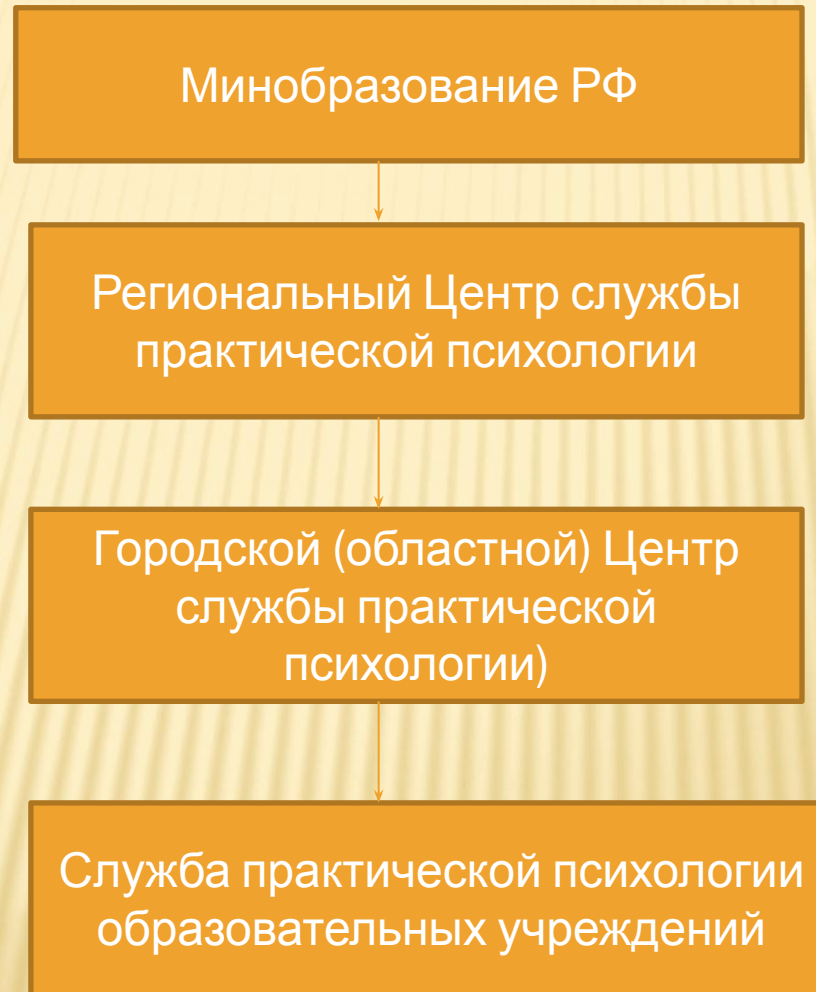 Минобразование РФ
Региональный Центр службы
практической психологии
Городской (областной) Центр
службы практической
психологии)
Служба практической психологии
образовательных учреждений